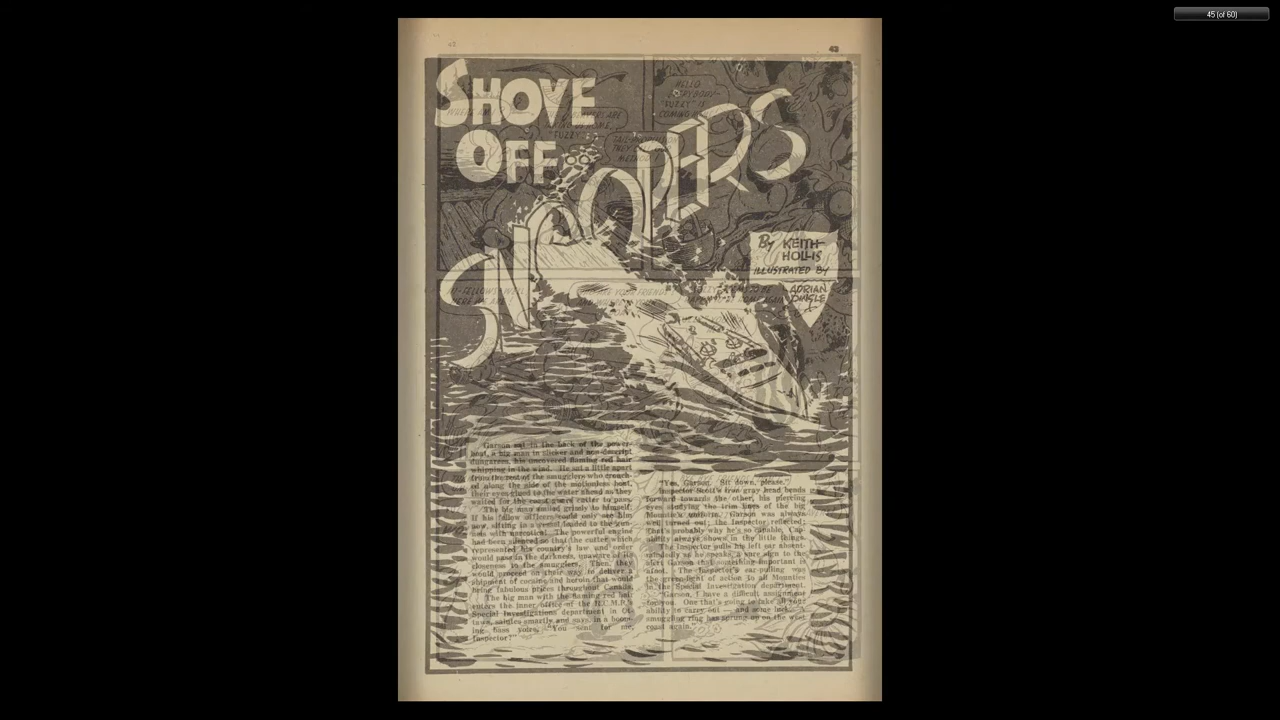 45 (of 60)
43
SHOVE
OFF
SNOOPERS
By KEITH
HOLLIS
ILLUSTRATED BY
ADRIAN
DINGLE
Garson sat in the back of the power-
boat, a big man in slicker and non-descript
dungarees, his uncovered flaming red hair
whipping in the wind. He sat a little apart
from the rest of the smugglers who crouch-
ed along the side of the motionless boat,
their eyes glued to the water ahead as they
waited for the coast guard cutter to pass.
The big man smiled grimly to himself.
If his fellow officers could only see him
now, sitting in a vessel loaded to the gun-
nels with narcotics! The powerful engine
had been silenced so that the cutter which
represented his country's law and order
would pass in the darkness, unaware of its
closeness to the smugglers. Then, they
would proceed on their way to deliver a
shipment of cocaine and heroin that would
bring fabulous prices throughout Canada.
The big man with the flaming red hair
enters the inner office of the
Special Investigations department in Ot-
tawa, salutes smartly and says, in a boom-
ing bass voice, "You sent for me,
Inspector?"
"Yes, Garson. Sit down, please."
Inspector Scott's iron gray head bends
forward towards the other, his piercing
eyes studying the trim lines of the big
Mountie's uniform. Garson was always
well turned out; the Inspector reflected;
that's probably why he's so capable. Cap-
ability always shows in the little things.
The Inspector pulls his left ear absent-
mindedly as he speaks, a sure sign to the
alert Garson that something important is
afoot. The Inspector's ear-pulling was
the green-light of action to all Mounties
in the Special Investigation department.
"Garson, I have a difficult assignment
for you. One that's going to take all your
ability to carry out — and some luck. A
smuggling ring has sprung up on the west
coast again."